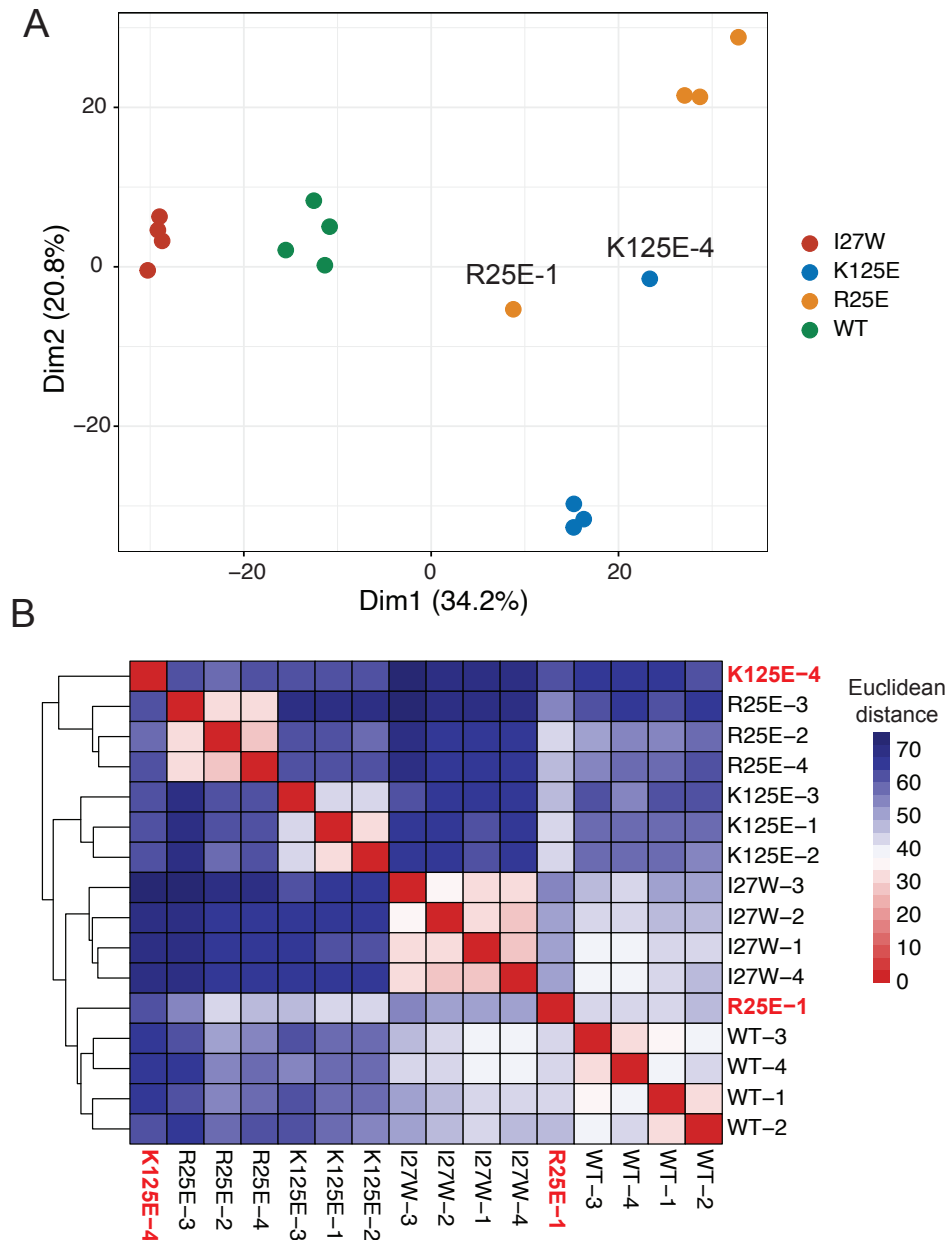 A
20
0
−20
Dim2 (20.8%)
R25E-1
K125E-4
−20
0
20
Dim1 (34.2%)
I27W
K125E
R25E
WT
B
K125E−4
R25E−3
R25E−2
R25E−4
K125E−3
K125E−1
K125E−2
I27W−3
I27W−2
I27W−1
I27W−4
R25E−1
WT−3
WT−4
WT−1
WT−2
Euclidean
distance
70
60
50
40
30
20
10
0
K125E−4
R25E−3
R25E−2
R25E−4
K125E−3
K125E−1
K125E−2
I27W−3
I27W−2
I27W−1
I27W−4
R25E−1
WT−3
WT−4
WT−1
WT−2